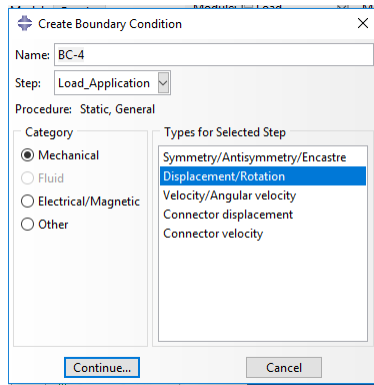 Create Boundary Condition
Name: BC-4
Step: Load_Application
Procedure: Static, General
Category
Mechanical
Fluid
Electrical/Magnetic
Other
Types for Selected Step
Symmetry/Antisymmetry/Encastre
Displacement/Rotation
Velocity/Angular velocity
Connector displacement
Connector velocity
Continue...
Cancel